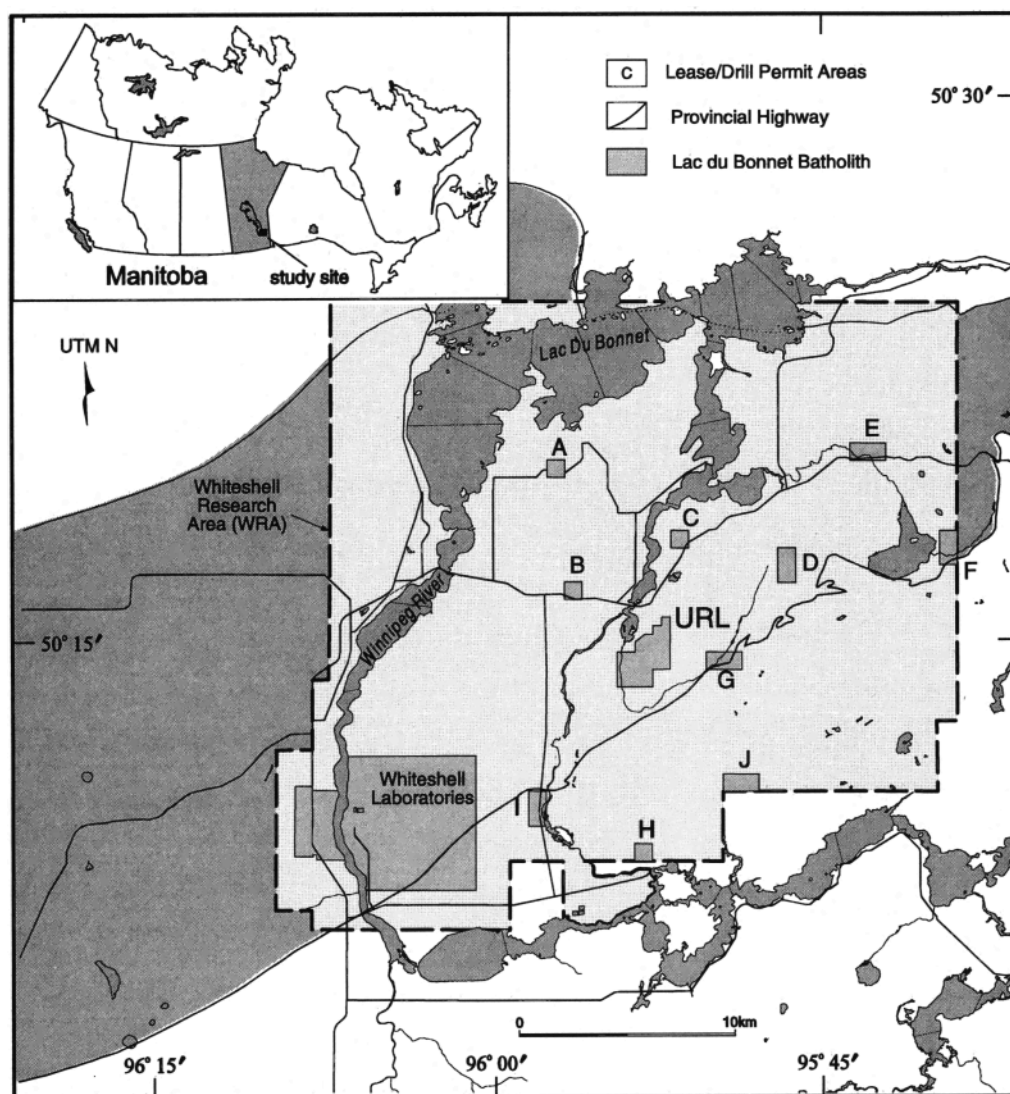 C Lease/Drill Permit Areas
Provincial Highway
Lac du Bonnet Batholith
50° 30′
Manitoba
study site
UTM N
Lac Du Bonnet
A
E
Whiteshell
Research
Area (WRA)
C
B
D
F
Winnipeg River
50° 15′
URL
G
J
Whiteshell
Laboratories
I
H
0
10km
96° 15′
96° 00′
95° 45′